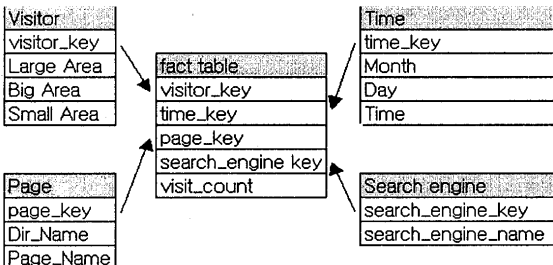 Visitor
visitor_key
Large Area
Big Area
Small Area
fact table
visitor_key
time_key
page_key
search_engine key
visit_count
Time
time_key
Month
Day
Time
Page
page_key
Dir_Name
Page_Name
Search engine
search_engine_key
search_engine_name